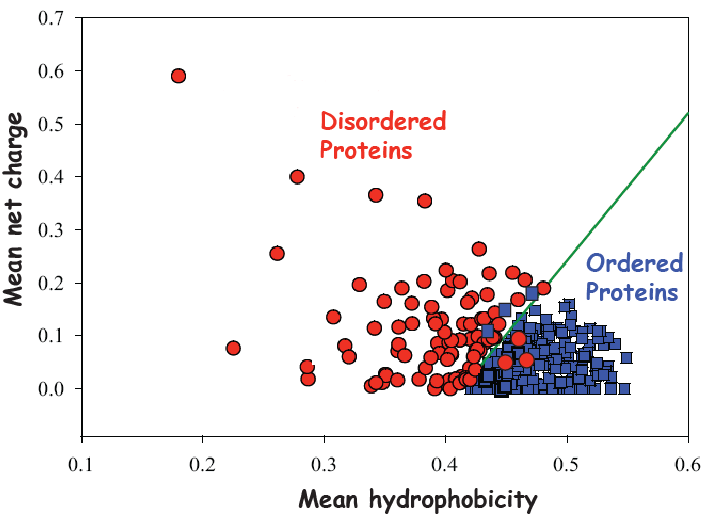 0.7
0.6
0.5
0.4
0.3
0.2
0.1
0.0
Mean net charge
Disordered
Proteins
Ordered
Proteins
0.1 0.2 0.3 0.4 0.5 0.6
Mean hydrophobicity